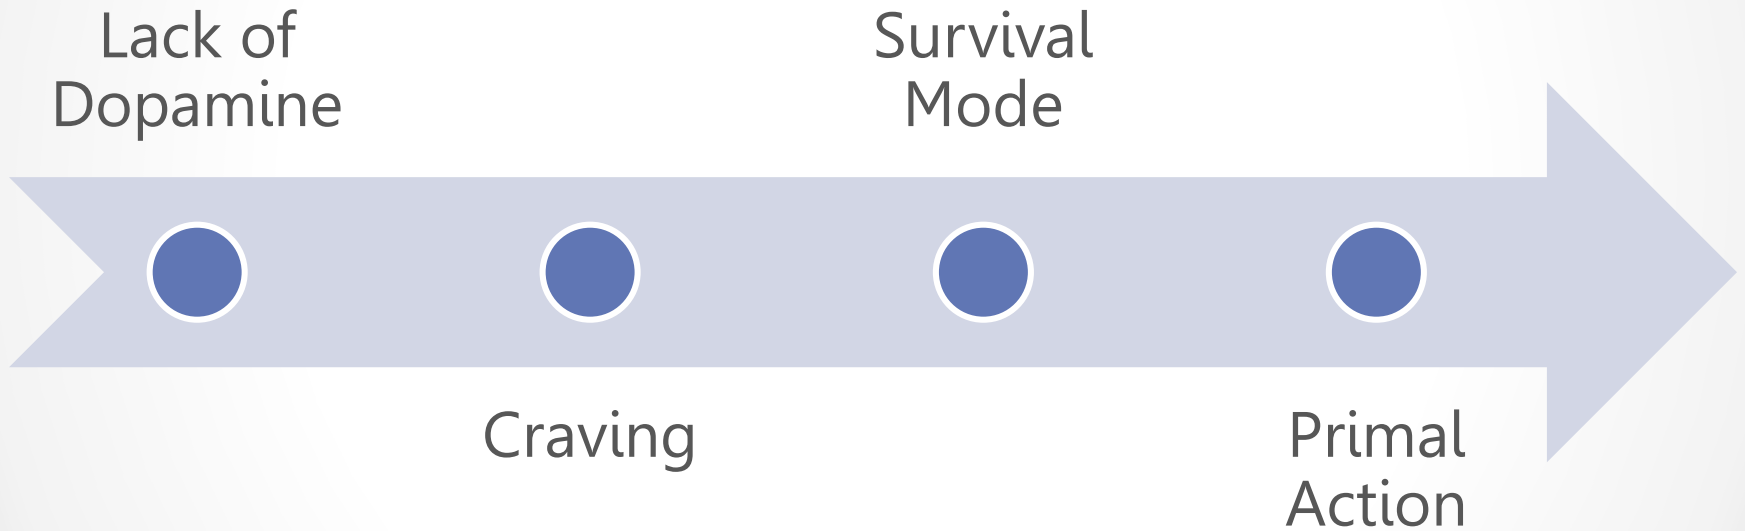 Lack of
Dopamine
Craving
Survival
Mode
Primal
Action